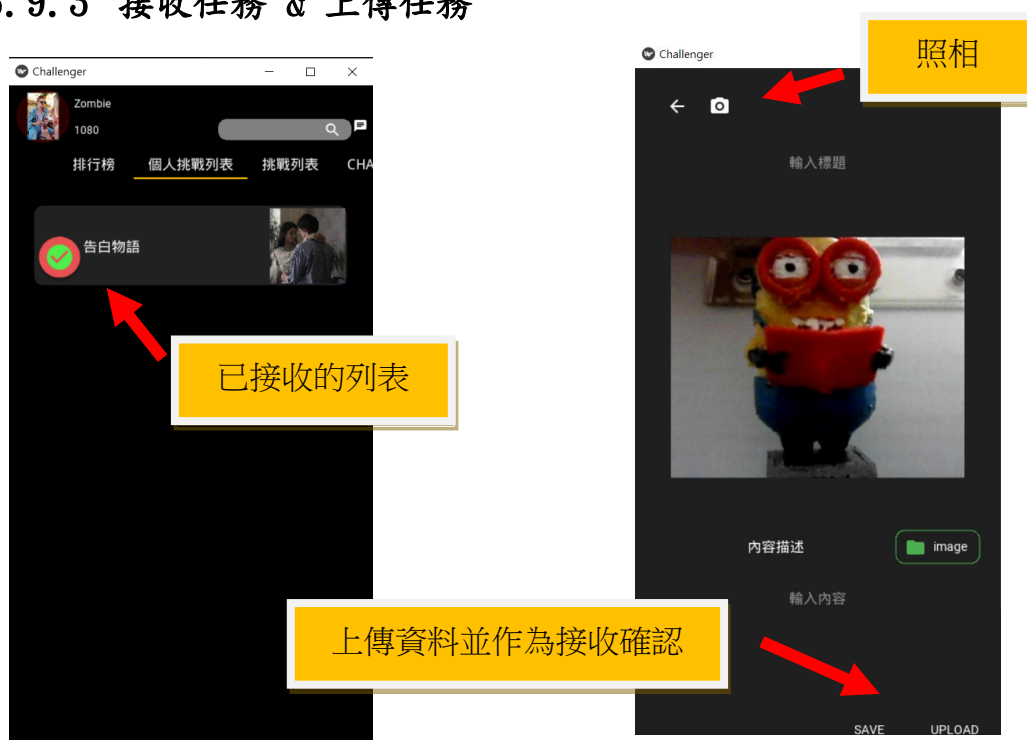 .9.3 接收任務 & 上傳任務
Challenger
Zombie
1080
排行榜 個人挑戰列表 挑戰列表 CHA
告白物語
已接收的列表
Challenger
照相
輸入標題
內容描述 image
輸入內容
上傳資料並作為接收確認
SAVE UPLOAD